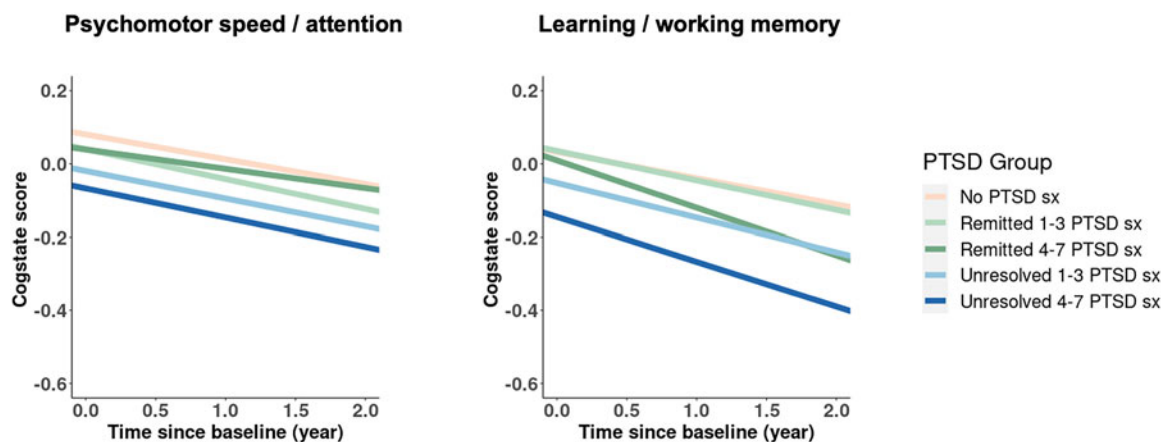 Psychomotor speed / attention
Cogstate score
0.2
0.0
-0.2
-0.4
-0.6
0.0 0.5 1.0 1.5 2.0
Time since baseline (year)
Learning / working memory
Cogstate score
0.2
0.0
-0.2
-0.4
-0.6
0.0 0.5 1.0 1.5 2.0
Time since baseline (year)
PTSD Group
No PTSD sx
Remitted 1-3 PTSD sx
Remitted 4-7 PTSD sx
Unresolved 1-3 PTSD sx
Unresolved 4-7 PTSD sx